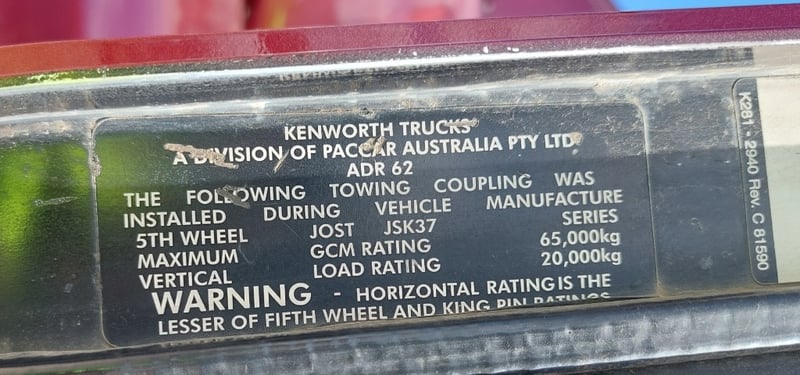 KENWORTH TRUCKS
A DIVISION OF PACCAR AUSTRALIA PTY LTD.
ADR 62
THE FOLLOWING TOWING COUPLING WAS
INSTALLED DURING VEHICLE MANUFACTURE
5TH WHEEL JOST JSK37 SERIES
MAXIMUM GCM RATING 65,000kg
VERTICAL LOAD RATING 20,000kg
WARNING - HORIZONTAL RATING IS THE
LESSER OF FIFTH WHEEL AND KING PIN RATINGS
K281 - 2940 Rev. C 81590